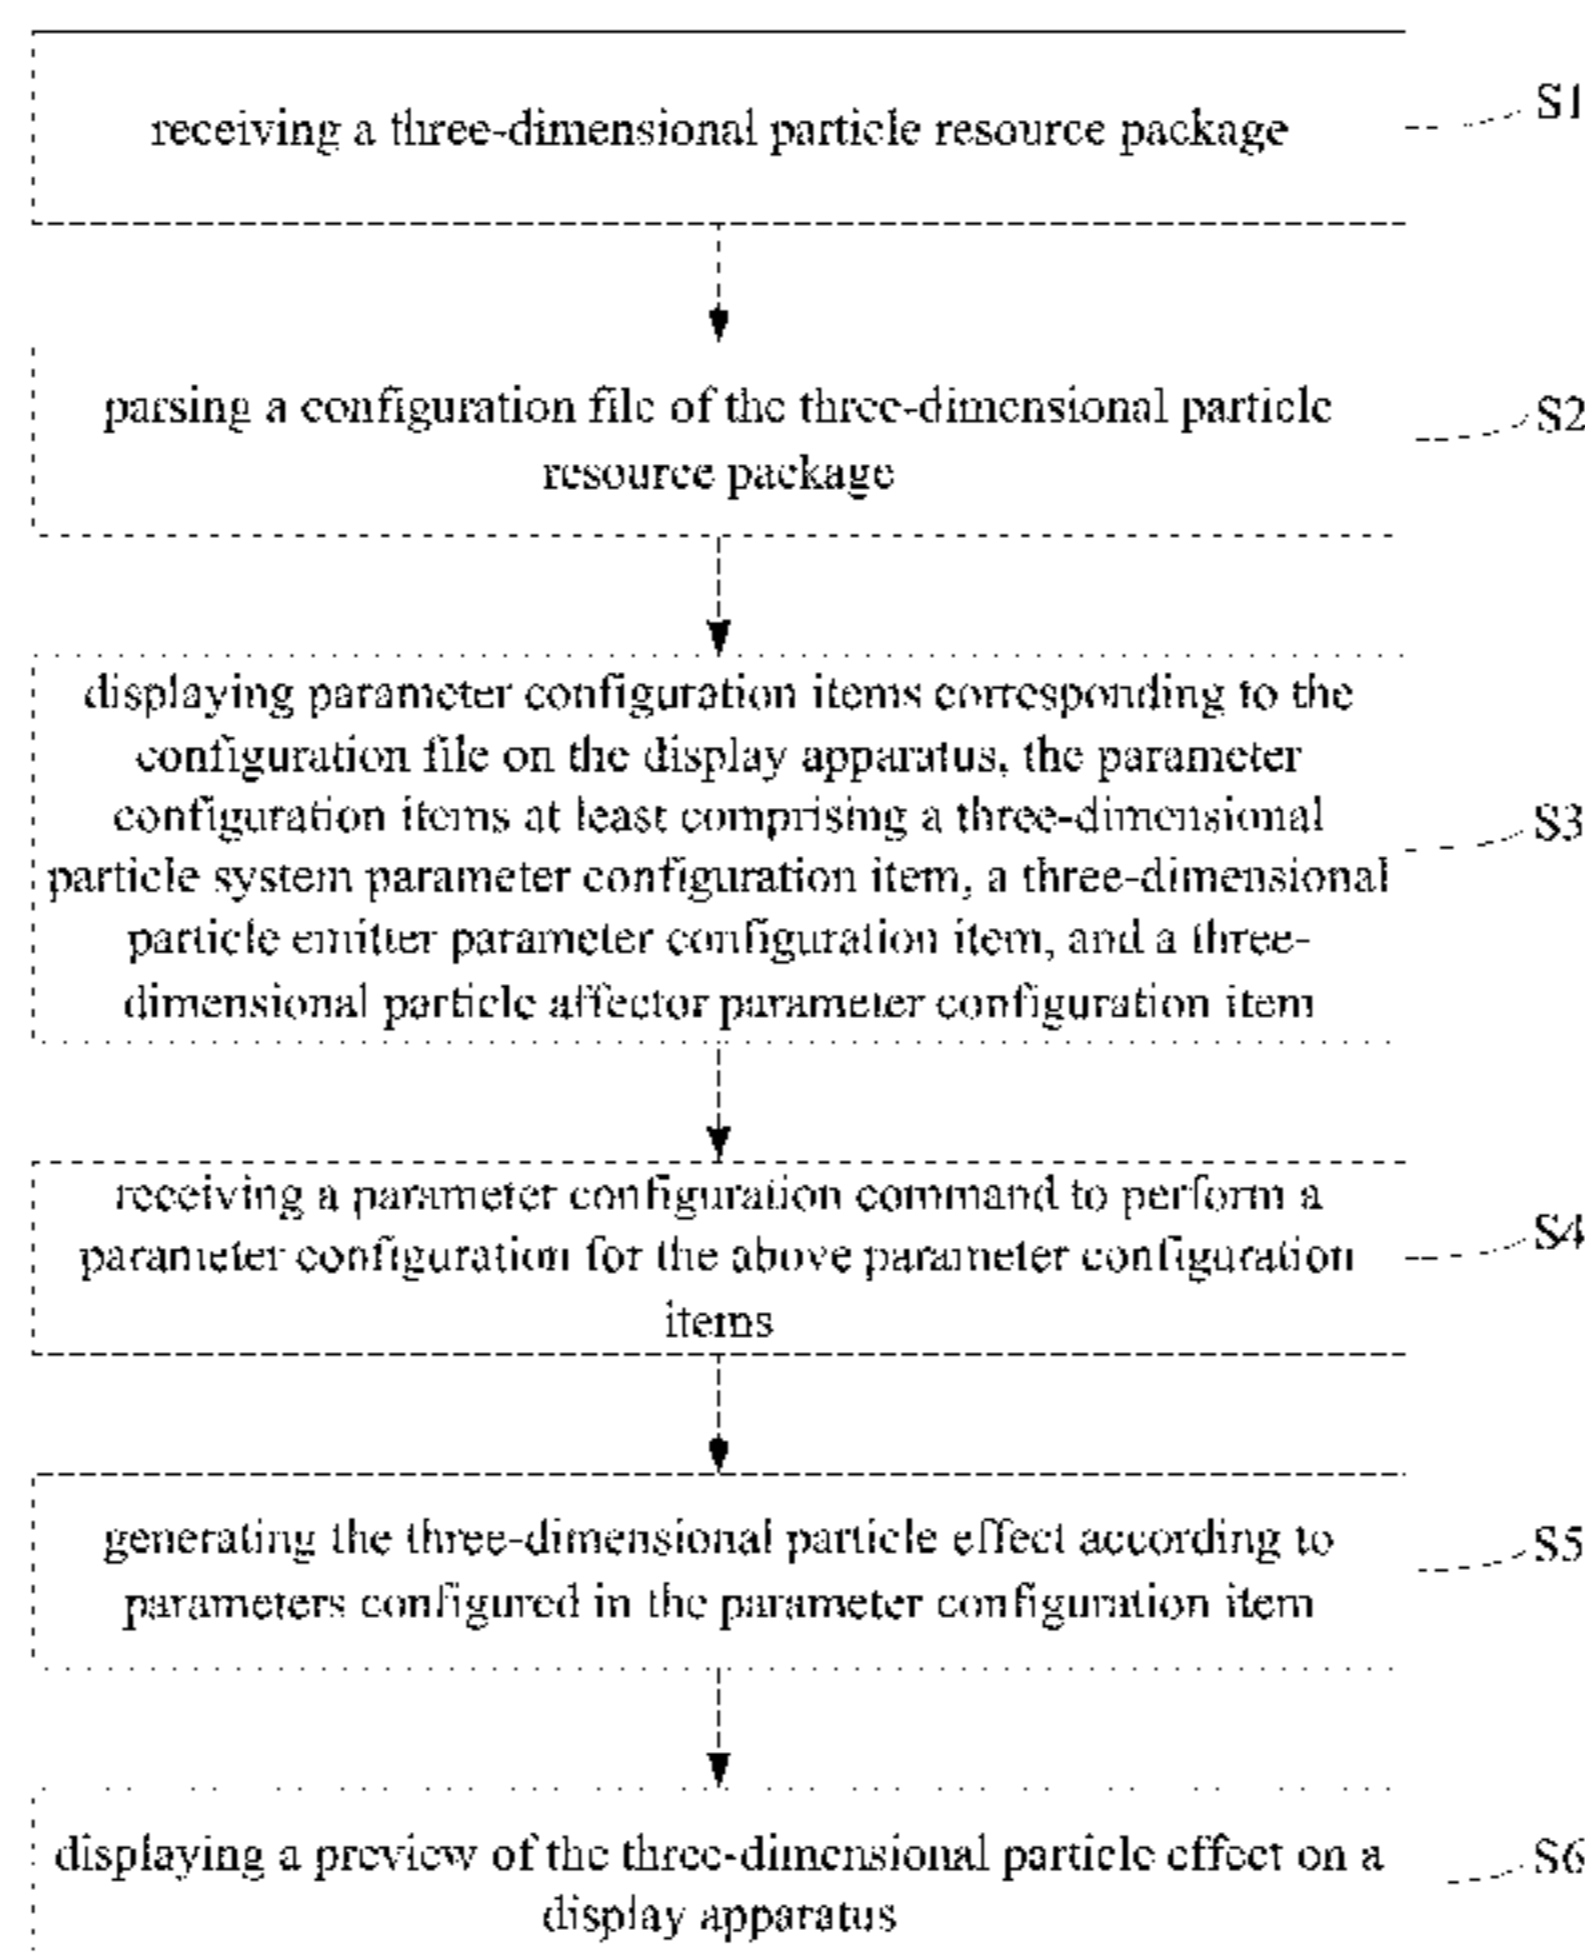 receiving a three-dimensional particle resource package
S1
parsing a configuration file of the three-dimensional particle
resource package
S2
displaying parameter configuration items corresponding to the
configuration file on the display apparatus, the parameter
configuration items at least comprising a three-dimensional
particle system parameter configuration item, a three-dimensional
particle emitter parameter configuration item, and a three-
dimensional particle affector parameter configuration item
S3
receiving a parameter configuration command to perform a
parameter configuration for the above parameter configuration
items
S4
generating the three-dimensional particle effect according to
parameters configured in the parameter configuration item
S5
displaying a preview of the three-dimensional particle effect on a
display apparatus
S6